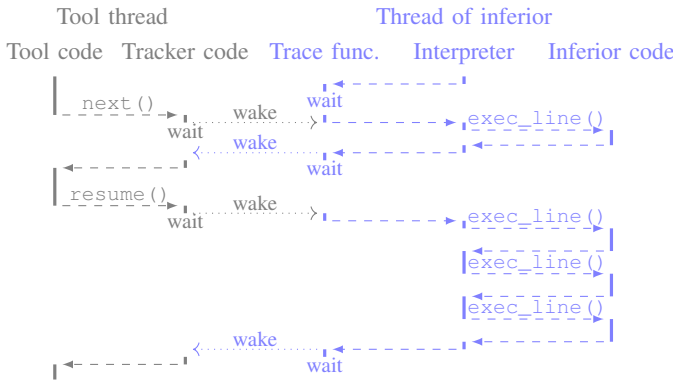 Tool thread Thread of inferior
Tool code Tracker code Trace func. Interpreter Inferior code
wait
next() wake exec_line()
wait
wake
wait
resume() wake exec_line()
wait
exec_line()
exec_line()
wake
wait